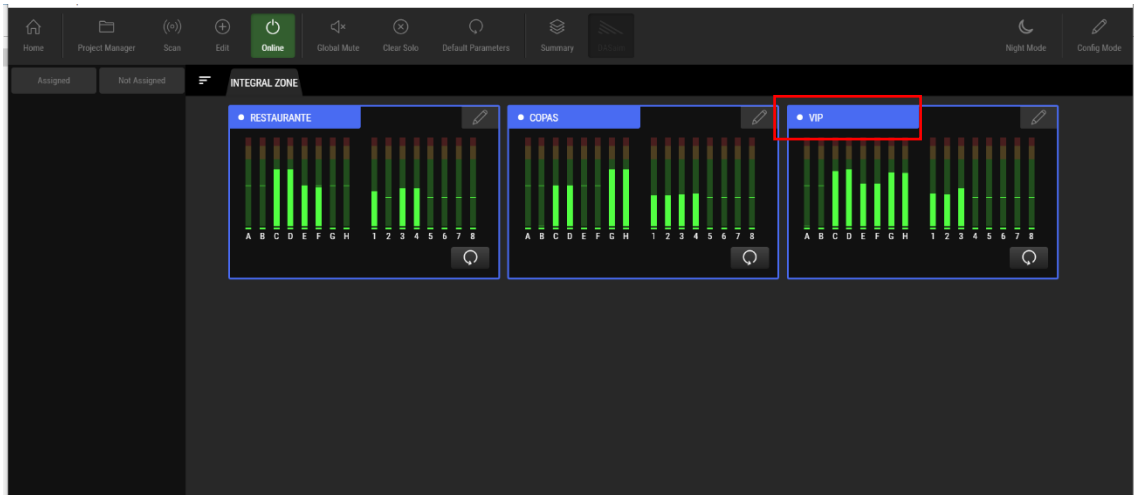 Home Project Manager Scan Edit Online Global Mute Clear Solo Default Parameters Summary Night Mode Config Mode
Assigned Not Assigned INTEGRAL ZONE
RESTAURANTE COPAS VIP
A B C D E F G H 1 2 3 4 5 6 7 8 A B C D E F G H 1 2 3 4 5 6 7 8 A B C D E F G H 1 2 3 4 5 6 7 8